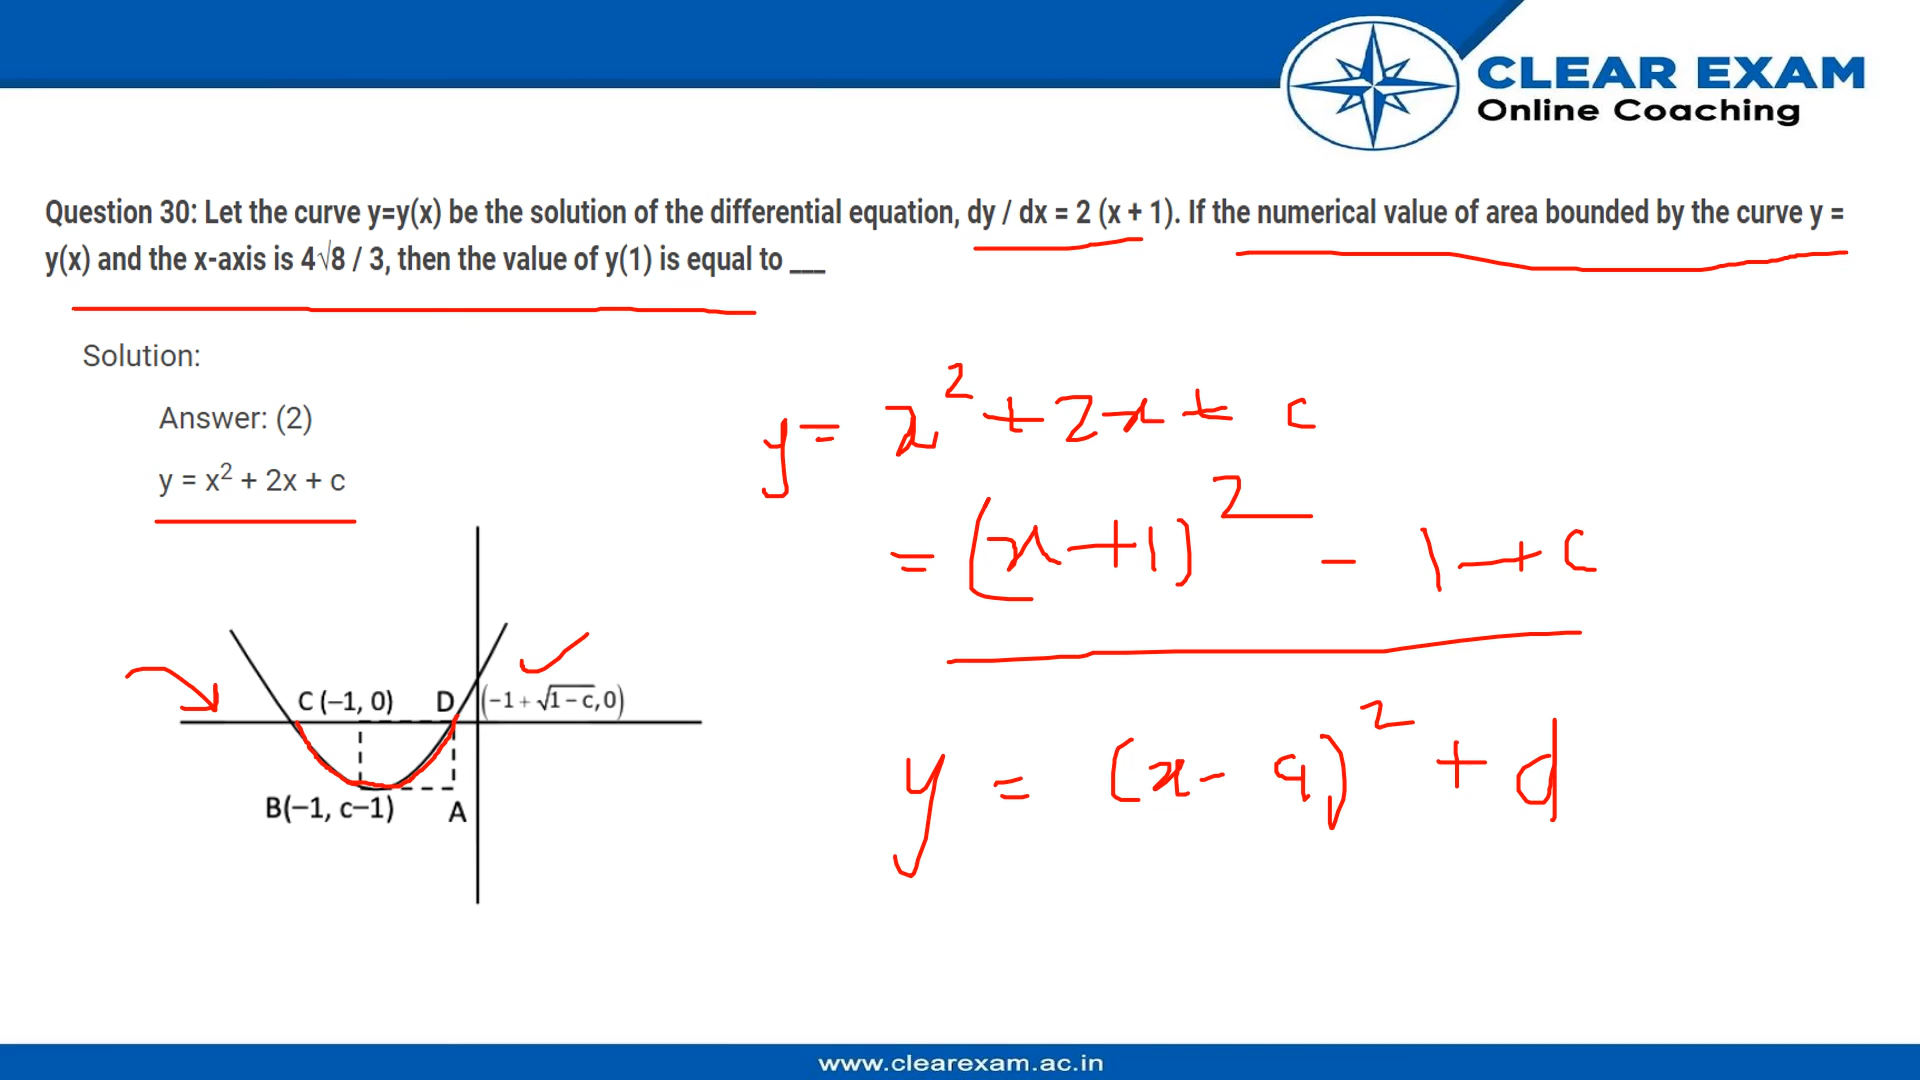 CLEAR EXAM
Online Coaching
Question 30: Let the curve y=y(x) be the solution of the differential equation, dy / dx = 2 (x + 1). If the numerical value of area bounded by the curve y =
y(x) and the x-axis is 4√8 / 3, then the value of y(1) is equal to ___
Solution:
Answer: (2)
y = x² + 2x + c
y = x² + 2x + c
= (x+1)² - 1 + c
C (−1, 0) D (−1 + √1 − c, 0)
B(−1, c−1) A
y = (x - a)² + d
www.clearexam.ac.in